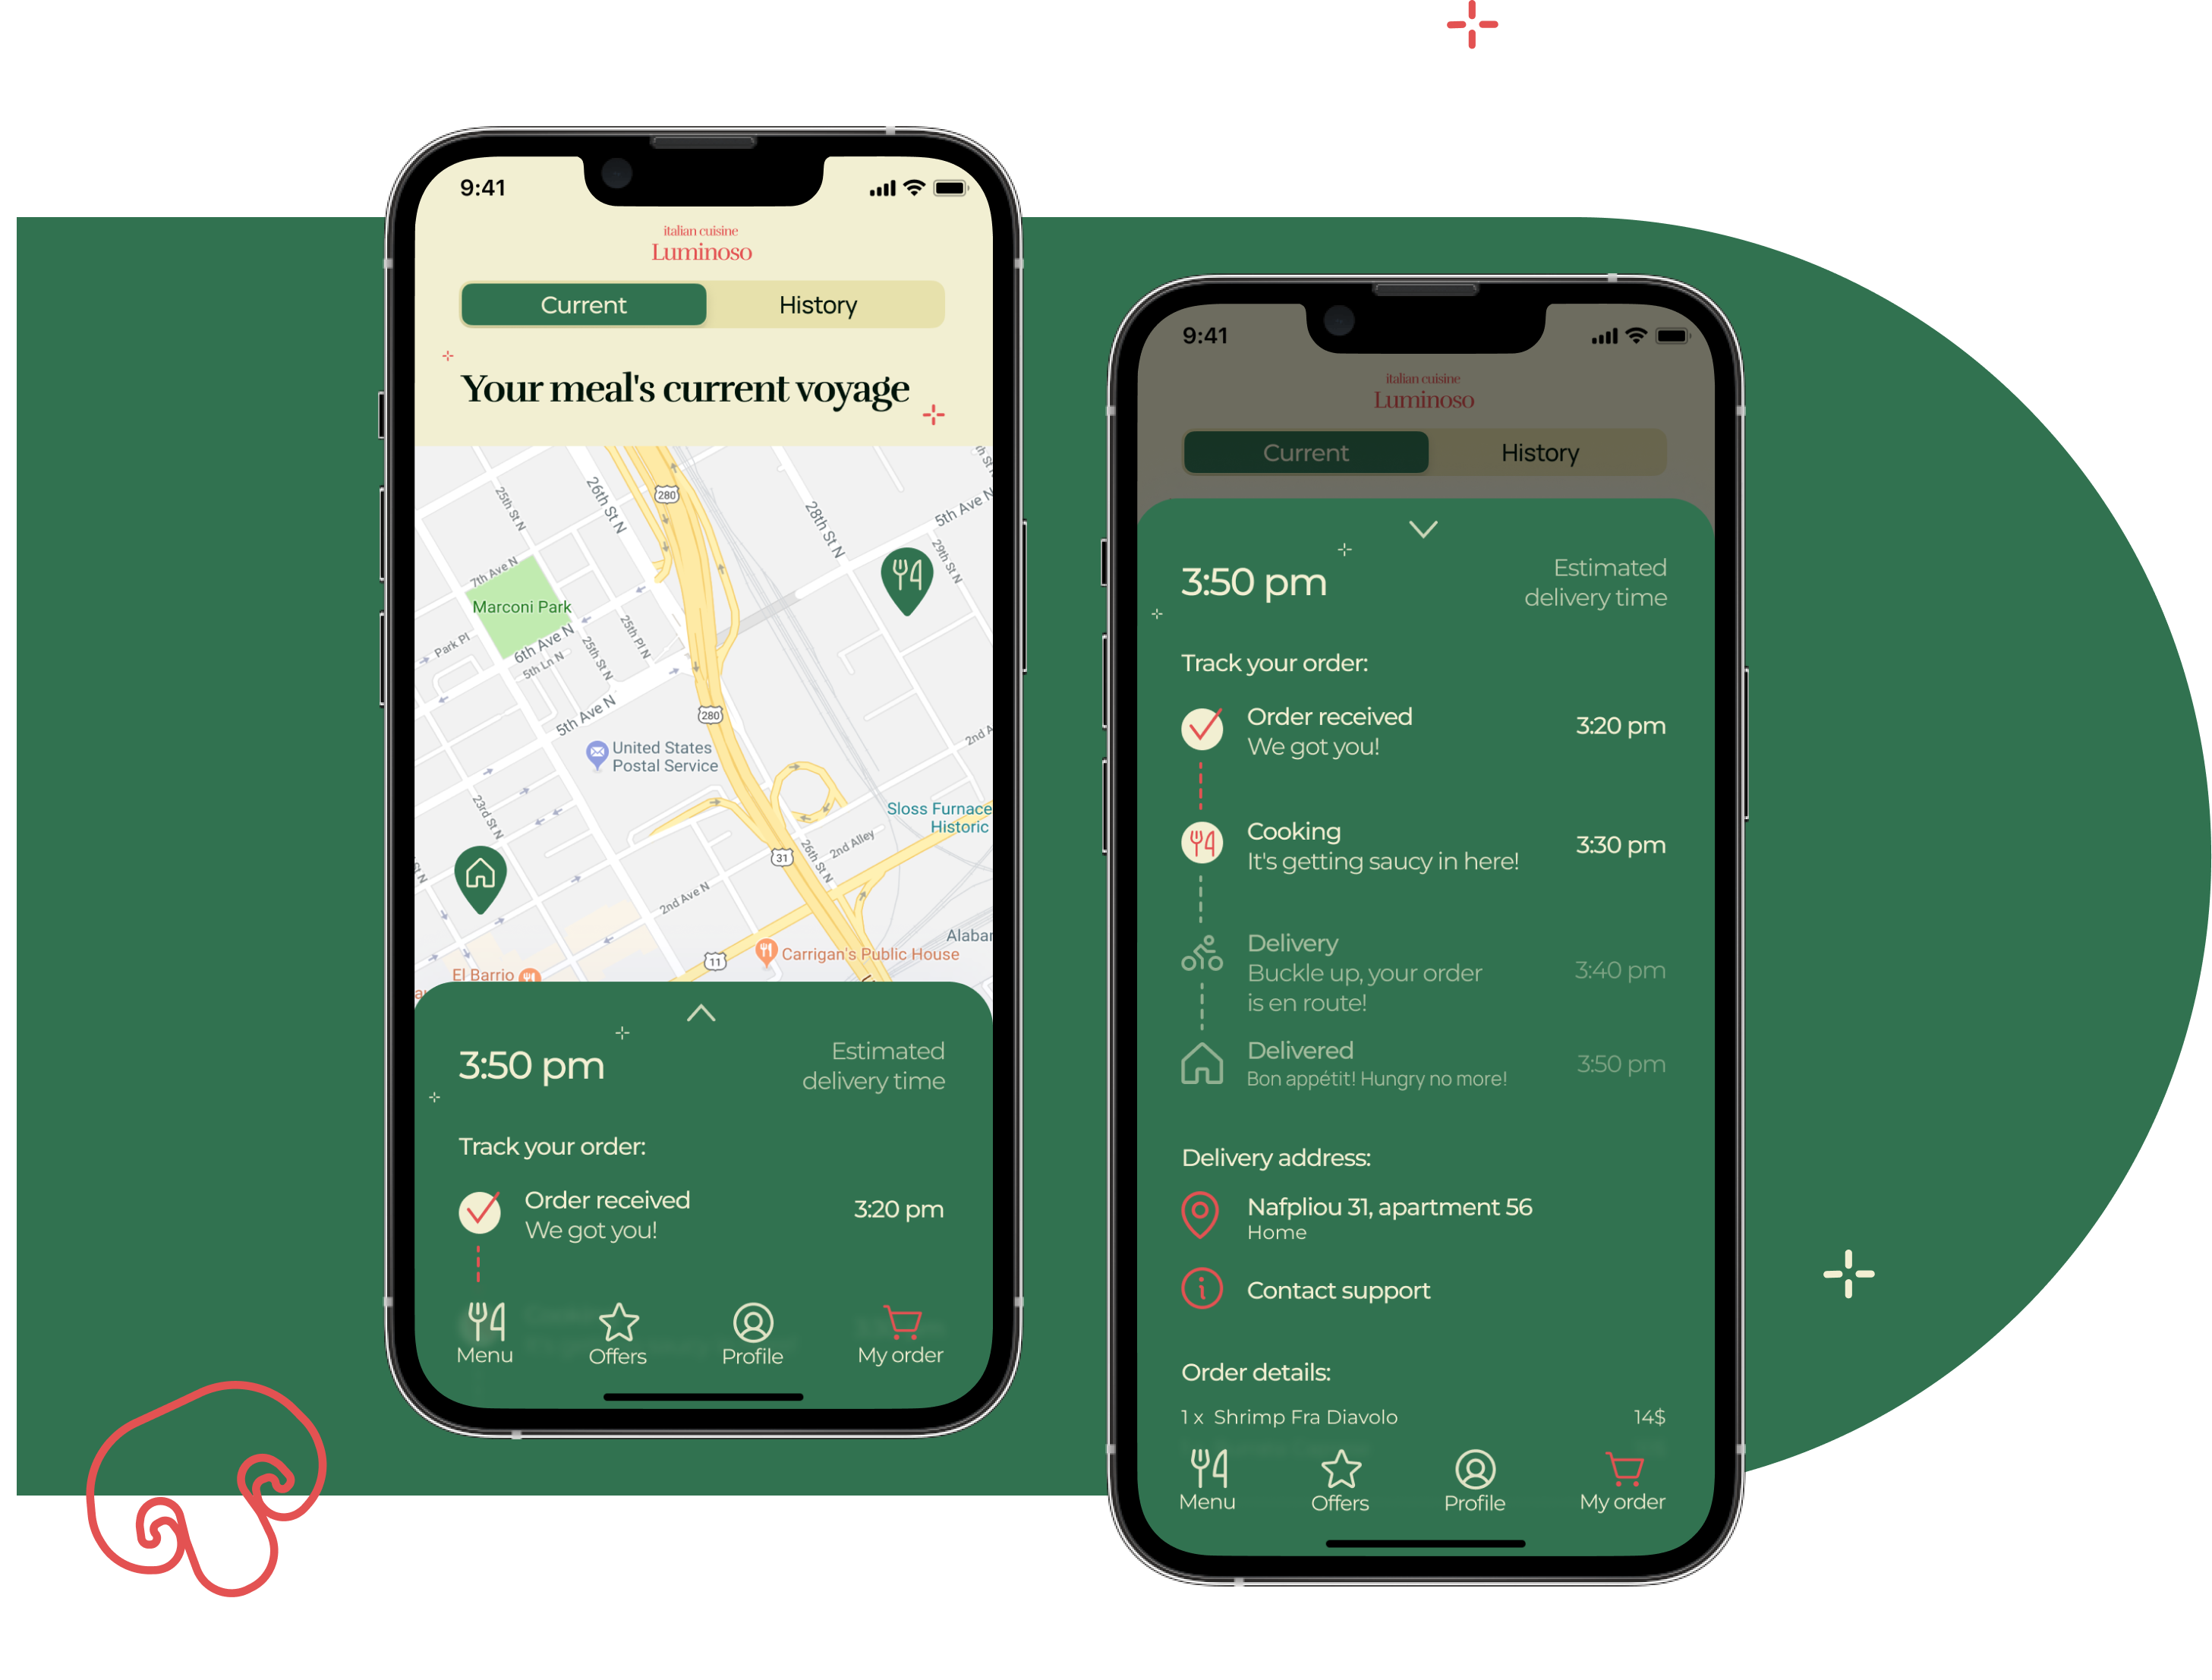 9:41
italian cuisine
Luminoso
Current
History
Your meal's current voyage
280
26th St N
25th St N
28th St N
5th Ave N
29th St N
7th Ave N
Marconi Park
Park Pl
6th Ave N
5th Ln N
25th St N
25th Pl N
5th Ave N
280
2nd A
United States
Postal Service
23rd St N
Sloss Furnace
Historic
31
26th St N
2nd Alley
2nd Ave N
Alabar
11
Carrigan's Public House
El Barrio
3:50 pm
Estimated
delivery time
Track your order:
Order received
We got you!
3:20 pm
Menu
Offers
Profile
My order
9:41
italian cuisine
Luminoso
Current
History
3:50 pm
Estimated
delivery time
Track your order:
Order received
We got you!
3:20 pm
Cooking
It's getting saucy in here!
3:30 pm
Delivery
Buckle up, your order
is en route!
3:40 pm
Delivered
Bon appétit! Hungry no more!
3:50 pm
Delivery address:
Nafpliou 31, apartment 56
Home
Contact support
Order details:
1 x Shrimp Fra Diavolo
14$
Menu
Offers
Profile
My order